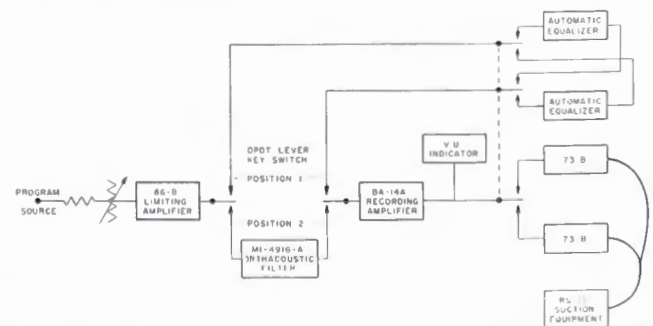 AUTOMATIC
EQUALIZER
AUTOMATIC
EQUALIZER
DPDT LEVER
KEY SWITCH
POSITION 1
V U
INDICATOR
73 B
PROGRAM
SOURCE
86-B
LIMITING
AMPLIFIER
BA-14A
RECORDING
AMPLIFIER
POSITION 2
MI-4916-A
ORTHACOUSTIC
FILTER
73 B
SUCTION
EQUIPMENT